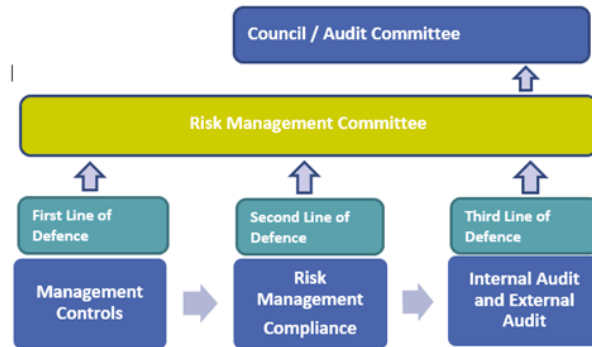 Council / Audit Committee
Risk Management Committee
First Line of
Defence
Second Line of
Defence
Third Line of
Defence
Management
Controls
Risk
Management
Compliance
Internal Audit
and External
Audit